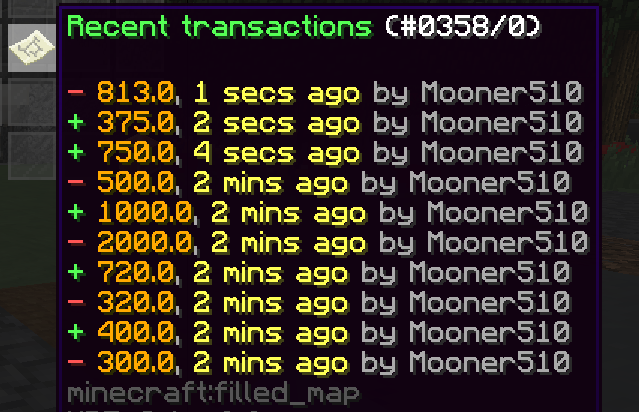 Recent transactions (#0358/0)
- 813.0, 1 secs ago by Mooner510
+ 375.0, 2 secs ago by Mooner510
+ 750.0, 4 secs ago by Mooner510
- 500.0, 2 mins ago by Mooner510
+ 1000.0, 2 mins ago by Mooner510
- 2000.0, 2 mins ago by Mooner510
+ 720.0, 2 mins ago by Mooner510
- 320.0, 2 mins ago by Mooner510
+ 400.0, 2 mins ago by Mooner510
- 300.0, 2 mins ago by Mooner510
minecraft:filled_map